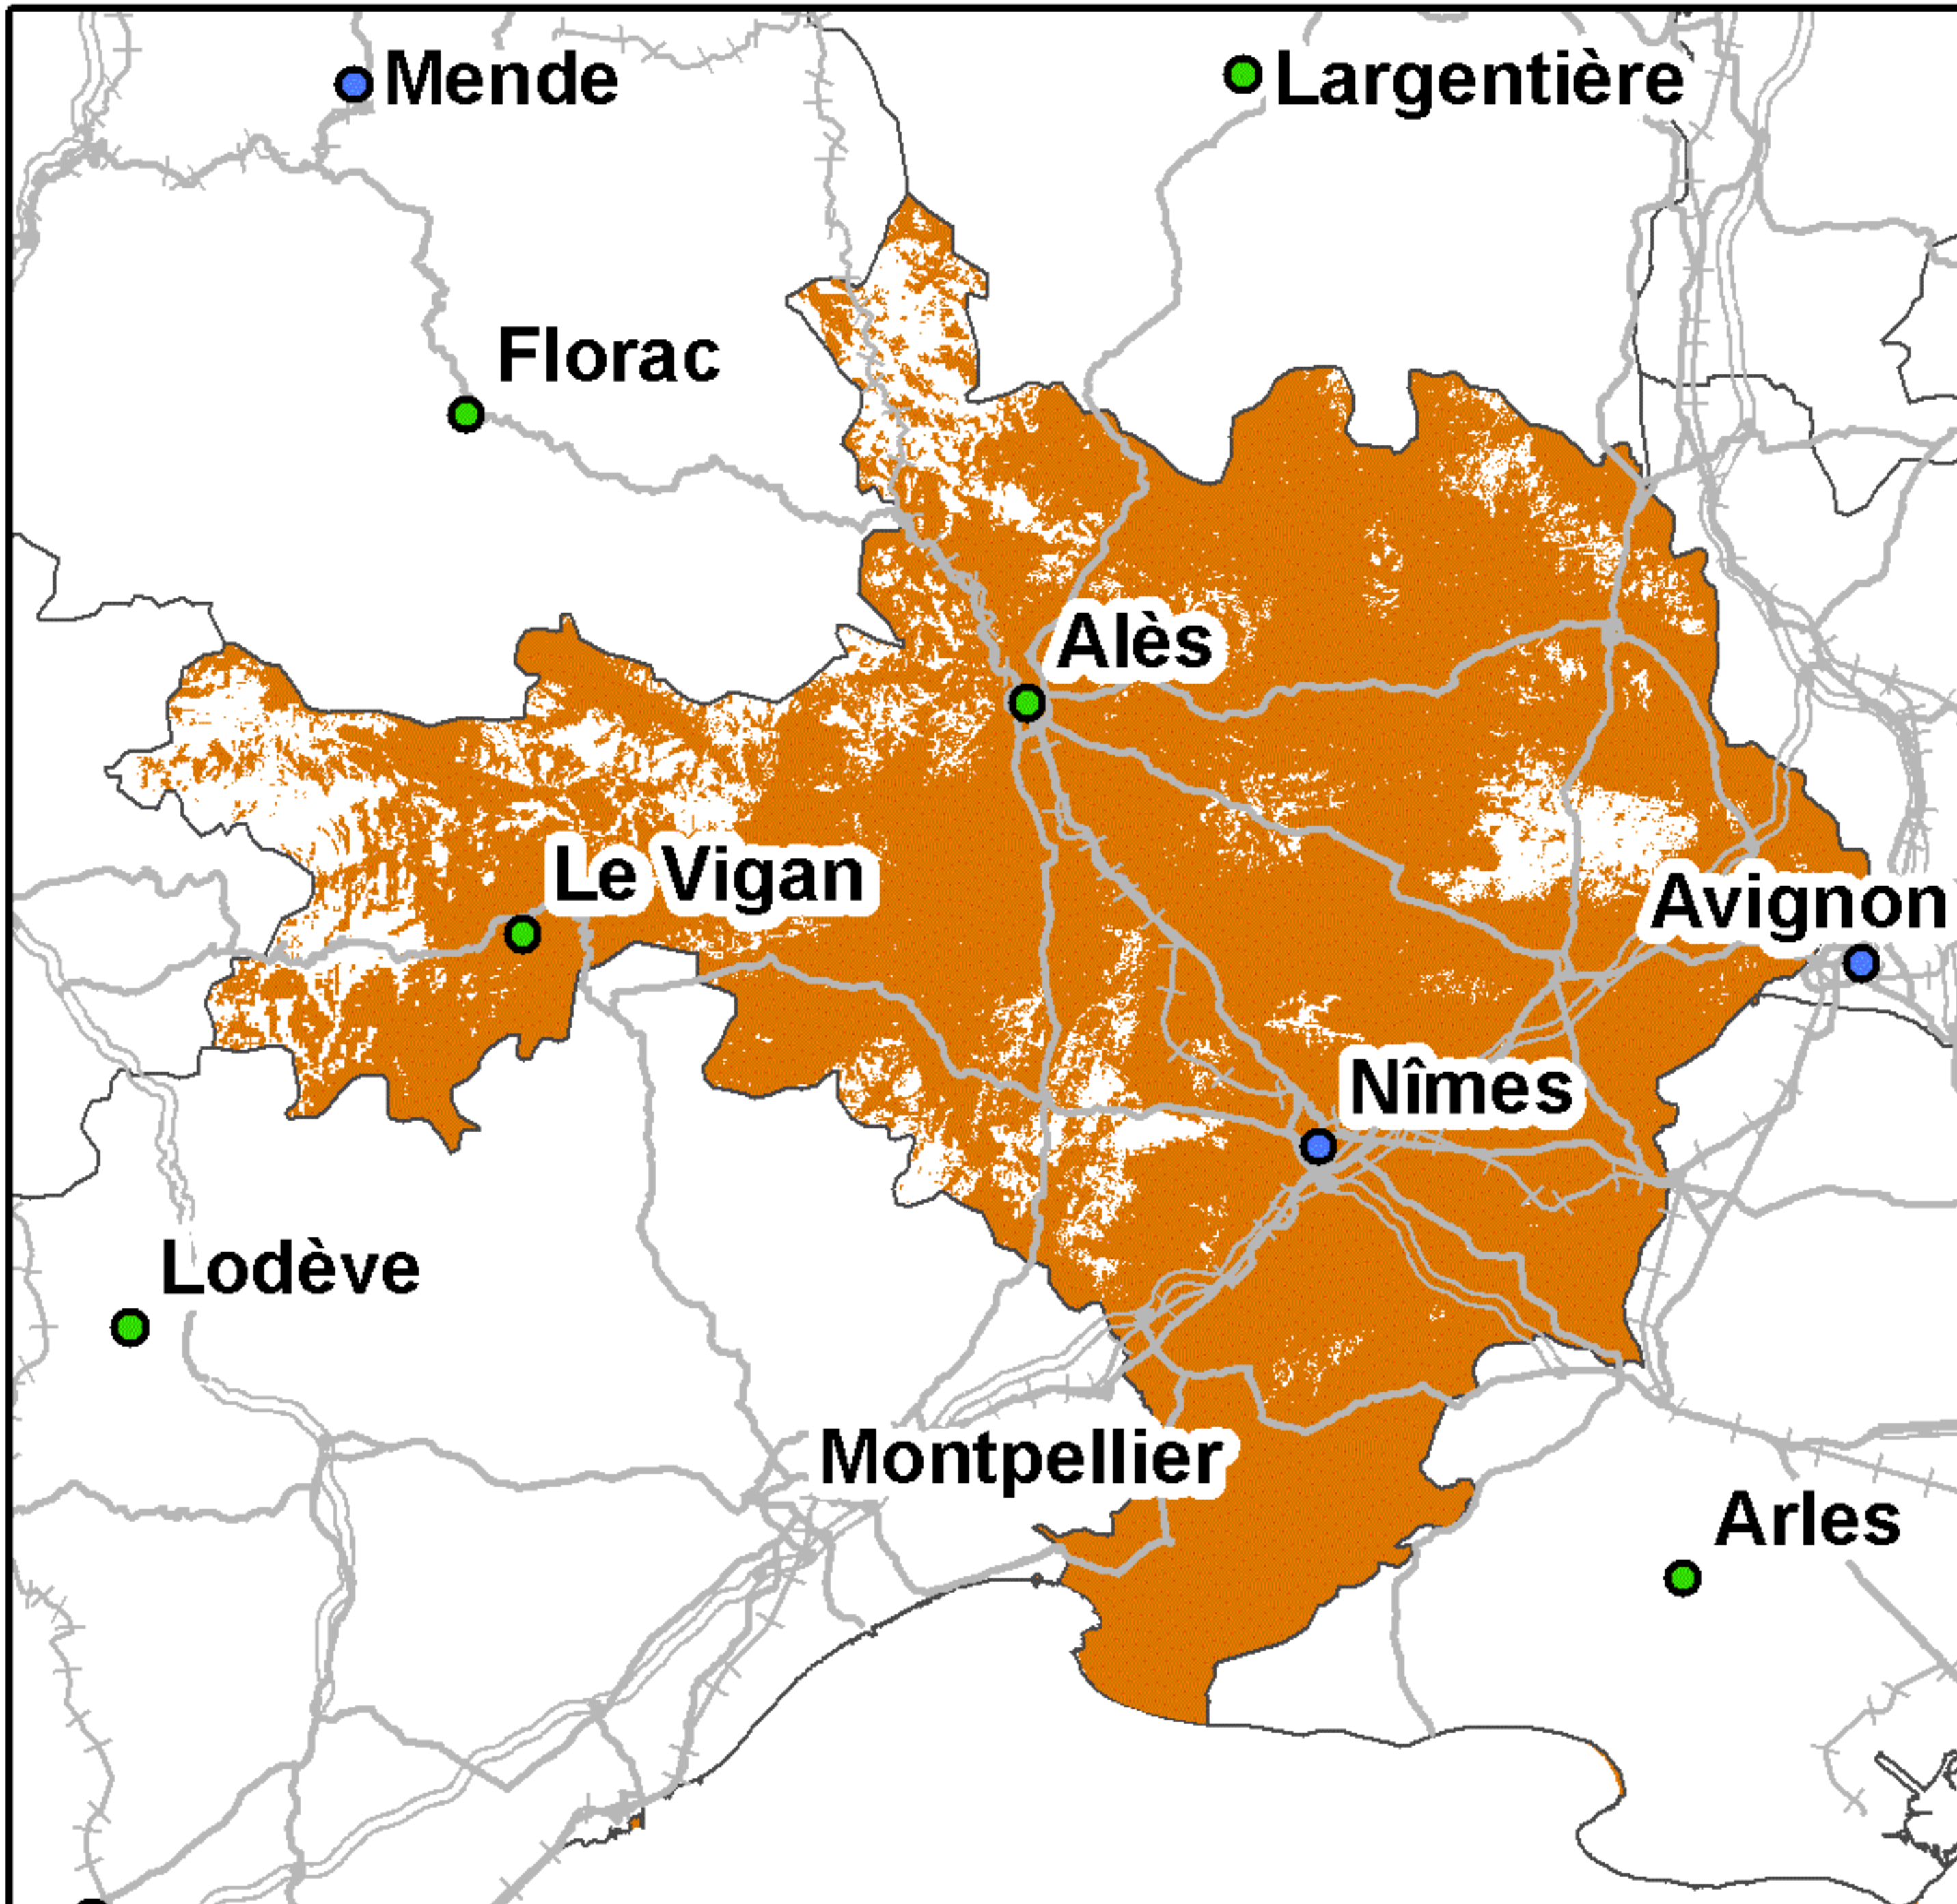 Mende
Largentière
Florac
Alès
Le Vigan
Avignon
Nîmes
Lodève
Montpellier
Arles